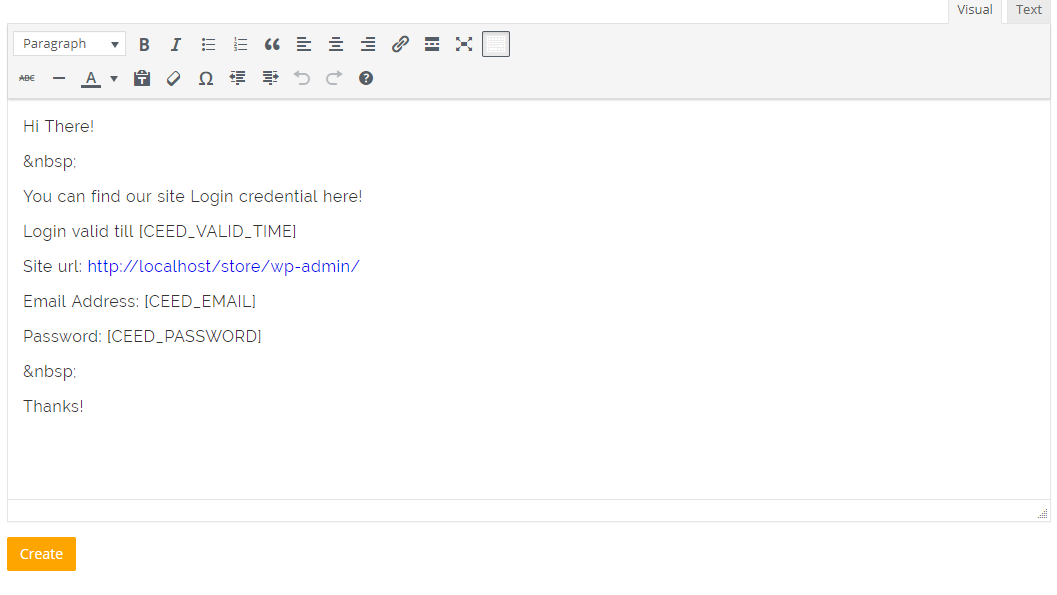 Visual Text
Paragraph B I
ABC A Ω
Hi There!
&nbsp;
You can find our site Login credential here!
Login valid till [CEED_VALID_TIME]
Site url: http://localhost/store/wp-admin/
Email Address: [CEED_EMAIL]
Password: [CEED_PASSWORD]
&nbsp;
Thanks!
Create